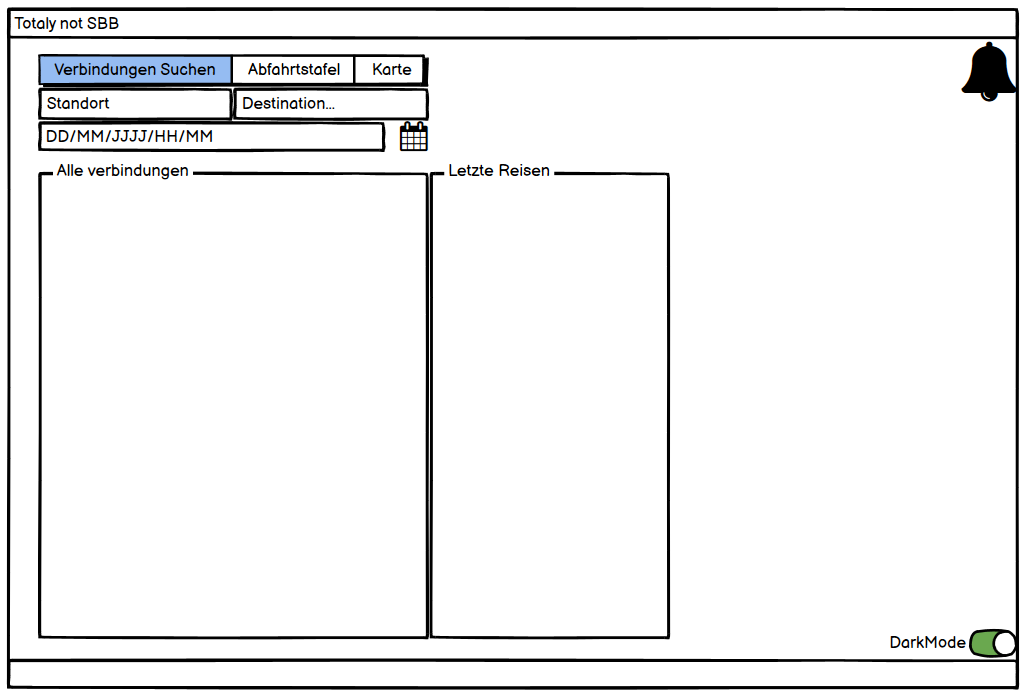 Totaly not SBB
Verbindungen Suchen Abfahrtstafel Karte
Standort Destination...
DD/MM/JJJJ/HH/MM
Alle verbindungen Letzte Reisen
DarkMode